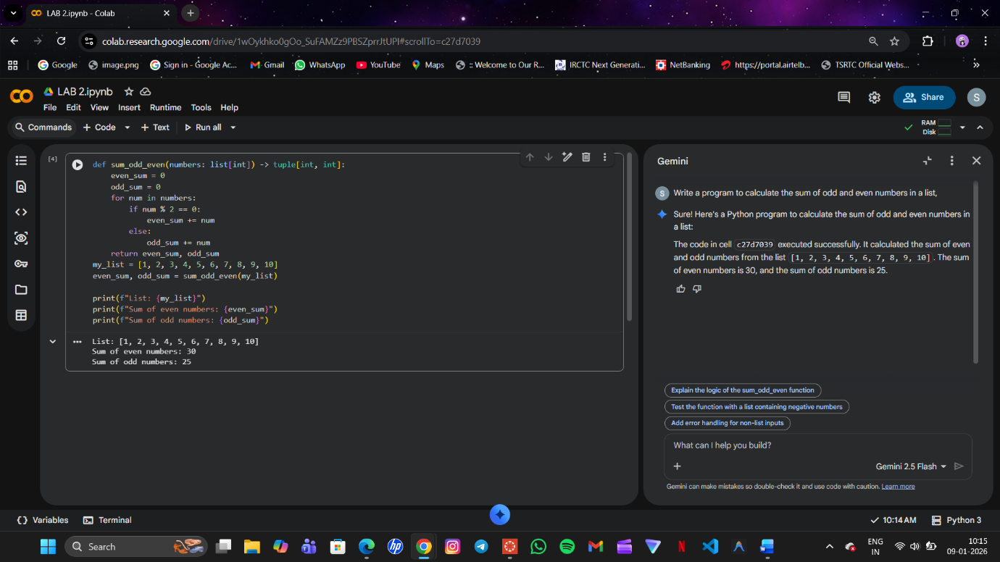 LAB 2.ipynb - Colab
colab.research.google.com/drive/1wOykhko0gOo_SuFAMZz9PBSZprrJtUPI#scrollTo=c27d7039
Google
image.png
Sign in - Google Ac...
Gmail
WhatsApp
YouTube
Maps
:: Welcome to Our R...
IRCTC Next Generati...
NetBanking
https://portal.airtelb...
TSRTC Official Webs...
LAB 2.ipynb
File Edit View Insert Runtime Tools Help
Share
S
Commands + Code + Text Run all
RAM
Disk
[4]
def sum_odd_even(numbers: list[int]) -> tuple[int, int]:
    even_sum = 0
    odd_sum = 0
    for num in numbers:
        if num % 2 == 0:
            even_sum += num
        else:
            odd_sum += num
    return even_sum, odd_sum
my_list = [1, 2, 3, 4, 5, 6, 7, 8, 9, 10]
even_sum, odd_sum = sum_odd_even(my_list)
print(f"List: {my_list}")
print(f"Sum of even numbers: {even_sum}")
print(f"Sum of odd numbers: {odd_sum}")
List: [1, 2, 3, 4, 5, 6, 7, 8, 9, 10]
Sum of even numbers: 30
Sum of odd numbers: 25
Gemini
S
Write a program to calculate the sum of odd and even numbers in a list,
Sure! Here's a Python program to calculate the sum of odd and even numbers in
a list:
The code in cell c27d7039 executed successfully. It calculated the sum of even
and odd numbers from the list [1, 2, 3, 4, 5, 6, 7, 8, 9, 10]. The sum
of even numbers is 30, and the sum of odd numbers is 25.
Explain the logic of the sum_odd_even function
Test the function with a list containing negative numbers
Add error handling for non-list inputs
What can I help you build?
Gemini 2.5 Flash
Gemini can make mistakes so double-check it and use code with caution. Learn more
{} Variables
Terminal
10:14 AM
Python 3
Search
ENG
IN
10:15
09-01-2026